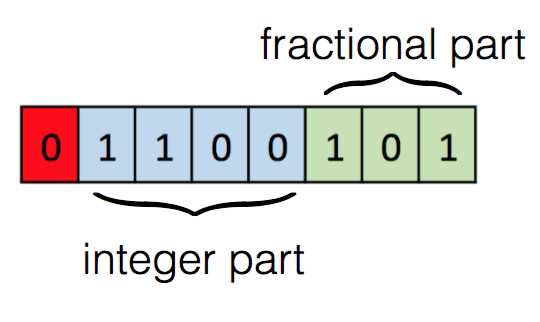 fractional part
0 1 1 0 0 1 0 1
integer part